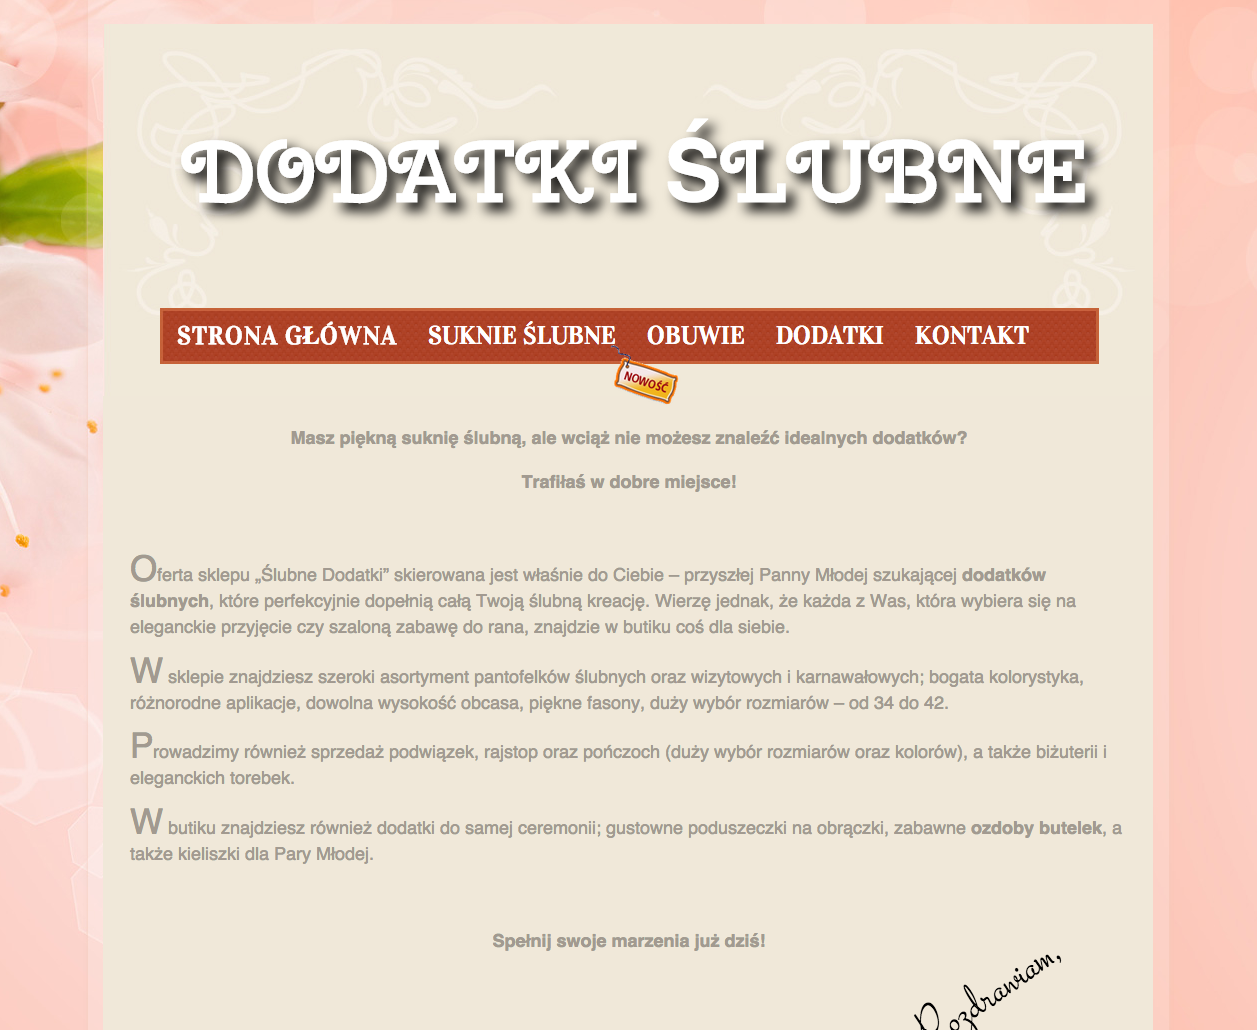 DODATKI ŚLUBNE
STRONA GŁÓWNA SUKNIE ŚLUBNE OBUWIE DODATKI KONTAKT
NOWOŚĆ
Masz piękną suknię ślubną, ale wciąż nie możesz znaleźć idealnych dodatków?
Trafiłaś w dobre miejsce!
Oferta sklepu „Ślubne Dodatki” skierowana jest właśnie do Ciebie – przyszłej Panny Młodej szukającej dodatków
ślubnych, które perfekcyjnie dopełnią całą Twoją ślubną kreację. Wierzę jednak, że każda z Was, która wybiera się na
eleganckie przyjęcie czy szaloną zabawę do rana, znajdzie w butiku coś dla siebie.
W sklepie znajdziesz szeroki asortyment pantofelków ślubnych oraz wizytowych i karnawałowych; bogata kolorystyka,
różnorodne aplikacje, dowolna wysokość obcasa, piękne fasony, duży wybór rozmiarów – od 34 do 42.
Prowadzimy również sprzedaż podwiązek, rajstop oraz pończoch (duży wybór rozmiarów oraz kolorów), a także biżuterii i
eleganckich torebek.
W butiku znajdziesz również dodatki do samej ceremonii; gustowne poduszeczki na obrączki, zabawne ozdoby butelek, a
także kieliszki dla Pary Młodej.
Spełnij swoje marzenia już dziś!
Pozdrawiam,